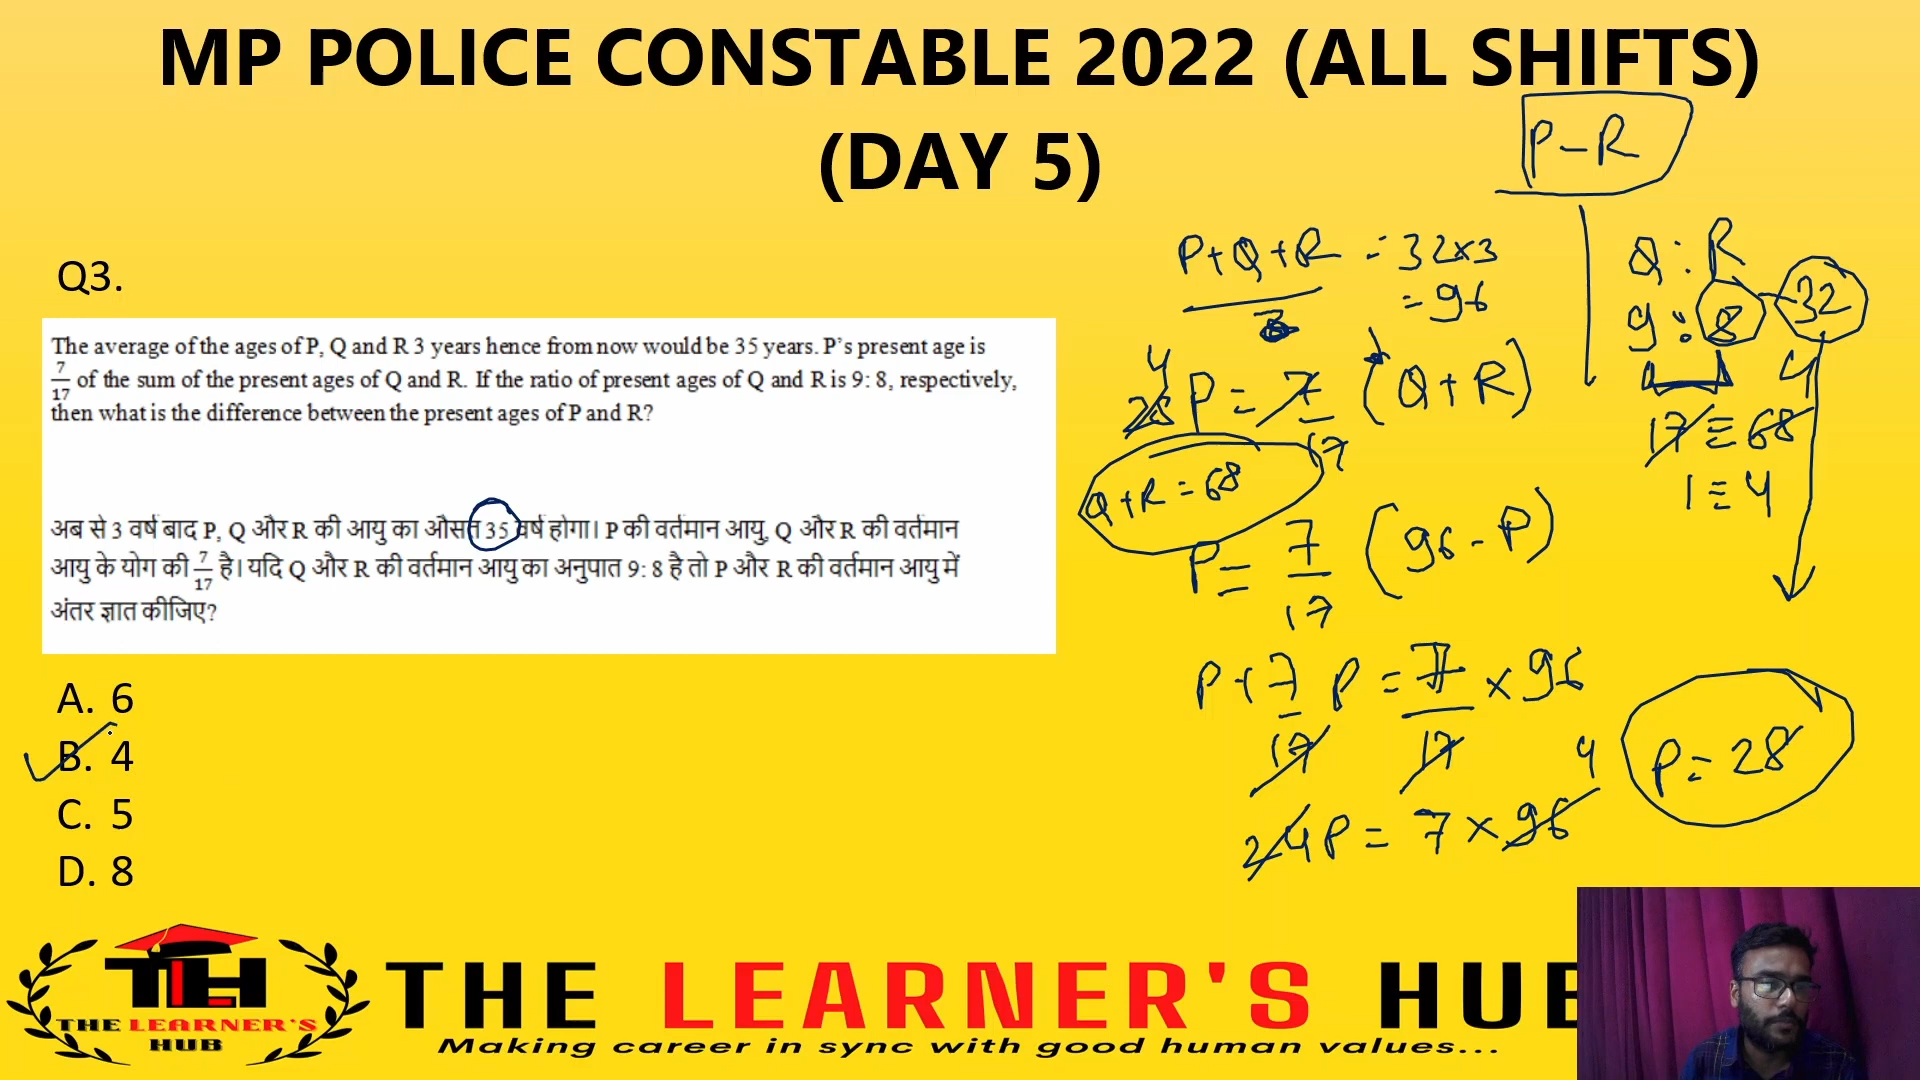 MP POLICE CONSTABLE 2022 (ALL SHIFTS)
(DAY 5)
P - R
Q3.
The average of the ages of P, Q and R 3 years hence from now would be 35 years. P's present age is
7/17 of the sum of the present ages of Q and R. If the ratio of present ages of Q and R is 9: 8, respectively,
then what is the difference between the present ages of P and R?
अब से 3 वर्ष बाद P, Q और R की आयु का औसत 35 वर्ष होगा। P की वर्तमान आयु, Q और R की वर्तमान
आयु के योग की 7/17 है। यदि Q और R की वर्तमान आयु का अनुपात 9: 8 है तो P और R की वर्तमान आयु में
अंतर ज्ञात कीजिए?
A. 6
B. 4
C. 5
D. 8
P+Q+R = 32x3
3
= 96
4
28 P = 7/17 (Q+R)
Q+R = 68
P = 7/17 (96-P)
P+7/17 P = 7/17 x 96
4
24P = 7 x 96
P = 28
Q : R
9 : 8 - 32
4
17 ≡ 68
1 ≡ 4
TLH
THE LEARNER'S
HUB
THE LEARNER'S HUB
Making career in sync with good human values...